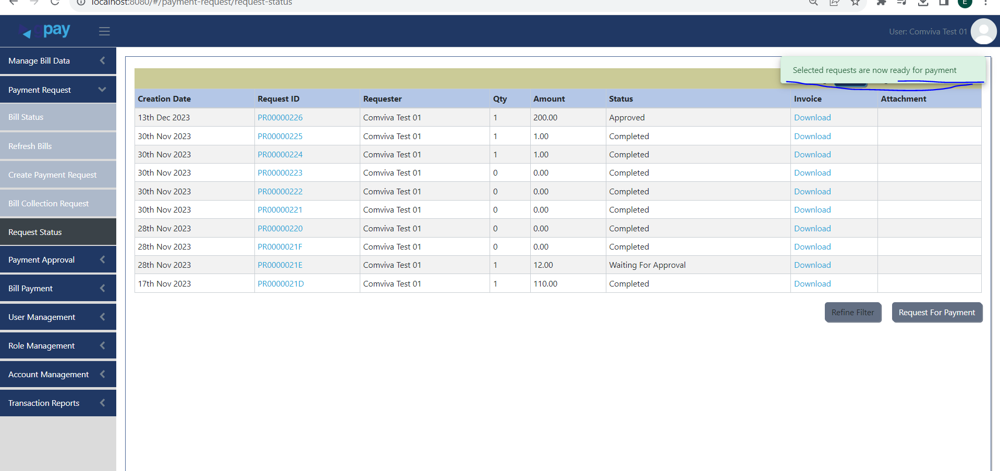 localhost:8080/#/payment-request/request-status
E
pay
User: Comviva Test 01
Manage Bill Data
Payment Request
Bill Status
Refresh Bills
Create Payment Request
Bill Collection Request
Request Status
Payment Approval
Bill Payment
User Management
Role Management
Account Management
Transaction Reports
Selected requests are now ready for payment
Creation Date Request ID Requester Qty Amount Status Invoice Attachment
13th Dec 2023 PR00000226 Comviva Test 01 1 200.00 Approved Download
30th Nov 2023 PR00000225 Comviva Test 01 1 1.00 Completed Download
30th Nov 2023 PR00000224 Comviva Test 01 1 1.00 Completed Download
30th Nov 2023 PR00000223 Comviva Test 01 0 0.00 Completed Download
30th Nov 2023 PR00000222 Comviva Test 01 0 0.00 Completed Download
30th Nov 2023 PR00000221 Comviva Test 01 0 0.00 Completed Download
28th Nov 2023 PR00000220 Comviva Test 01 0 0.00 Completed Download
28th Nov 2023 PR0000021F Comviva Test 01 0 0.00 Completed Download
28th Nov 2023 PR0000021E Comviva Test 01 1 12.00 Waiting For Approval Download
17th Nov 2023 PR0000021D Comviva Test 01 1 110.00 Completed Download
Refine Filter Request For Payment